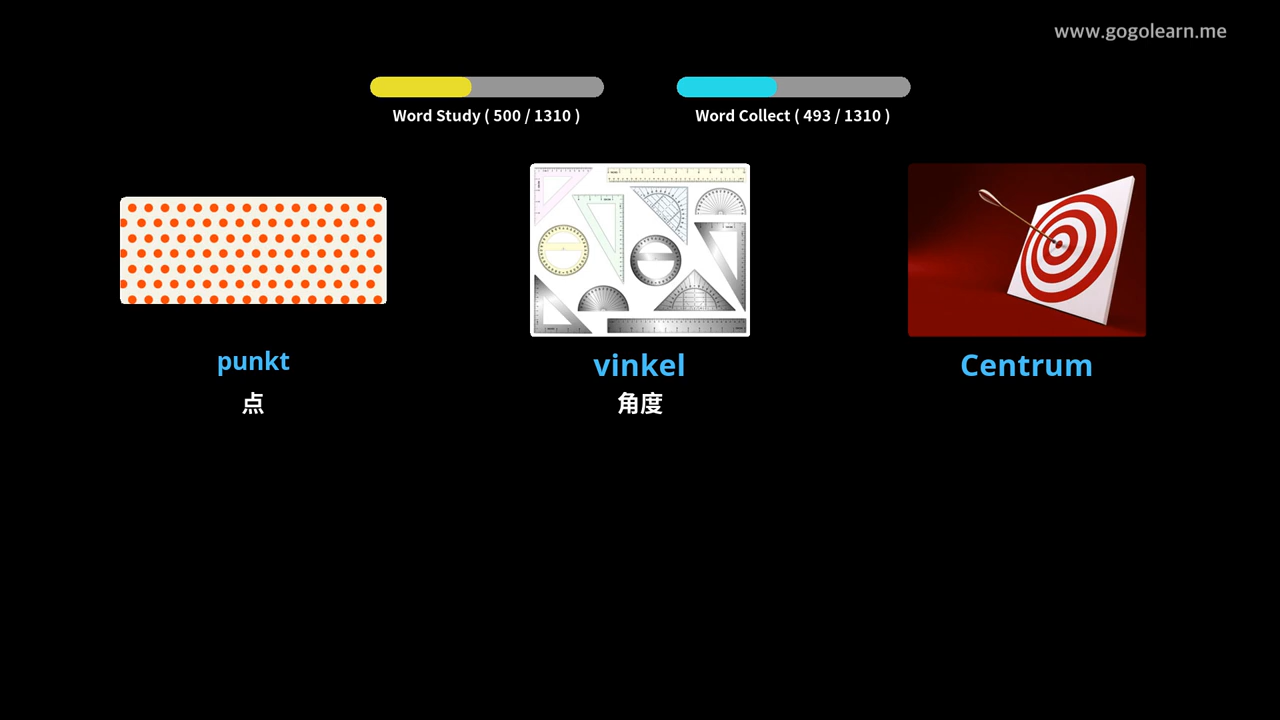 www.gogolearn.me
Word Study ( 500 / 1310 )
Word Collect ( 493 / 1310 )
punkt
vinkel
Centrum
点
角度